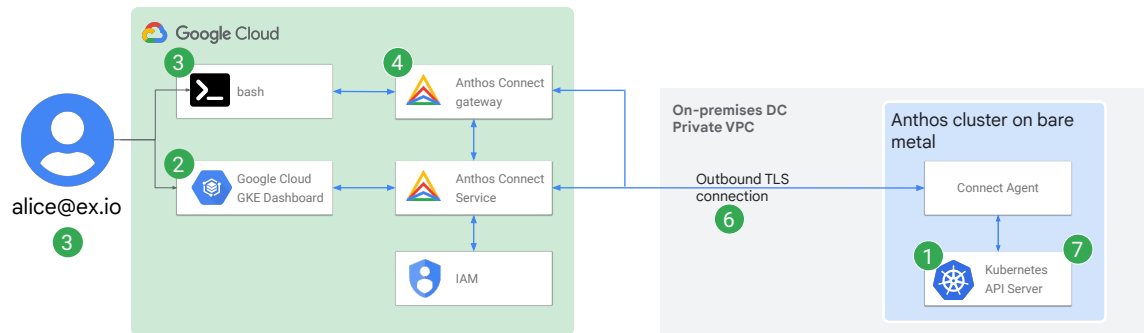 Google Cloud
3
bash
4
Anthos Connect
gateway
On-premises DC
Private VPC
Anthos cluster on bare
metal
2
Google Cloud
GKE Dashboard
Anthos Connect
Service
Outbound TLS
connection
6
Connect Agent
alice@ex.io
3
IAM
1
Kubernetes
API Server
7